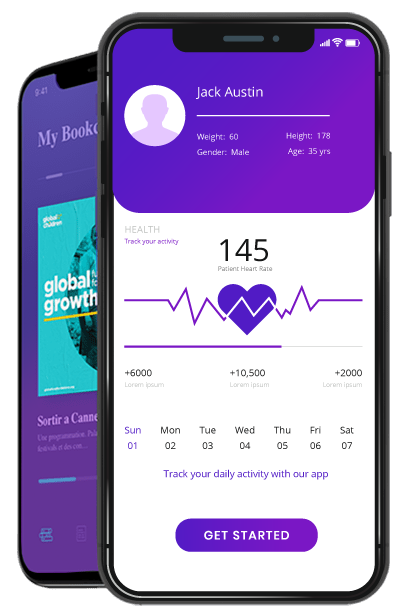 9:41
My Bookc
global
children
global
growth
Sortir a Canne
Une programmation, Pala
festivals et des con...
Jack Austin
Weight: 60
Height: 178
Gender: Male
Age: 35 yrs
HEALTH
Track your activity
145
Patient Heart Rate
+6000
+10,500
+2000
Lorem ipsum
Lorem ipsum
Lorem ipsum
Sun Mon Tue Wed Thu Fri Sat
01 02 03 04 05 06 07
Track your daily activity with our app
GET STARTED